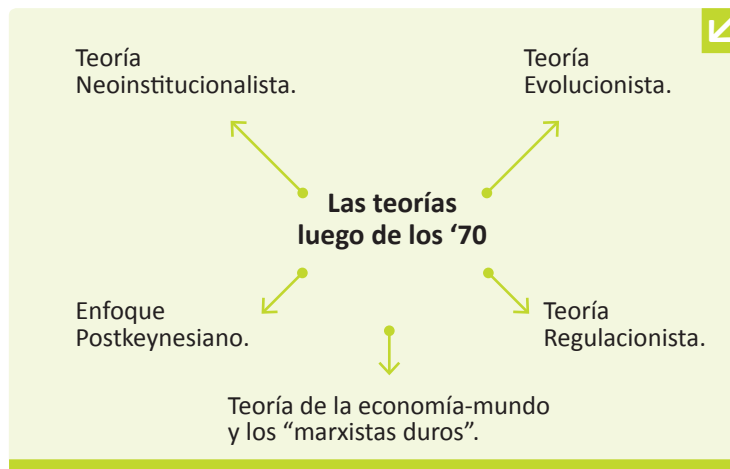 Teoría
Neoinstitucionalista.
Teoría
Evolucionista.
Las teorías
luego de los ‘70
Enfoque
Postkeynesiano.
Teoría
Regulacionista.
Teoría de la economía-mundo
y los “marxistas duros”.